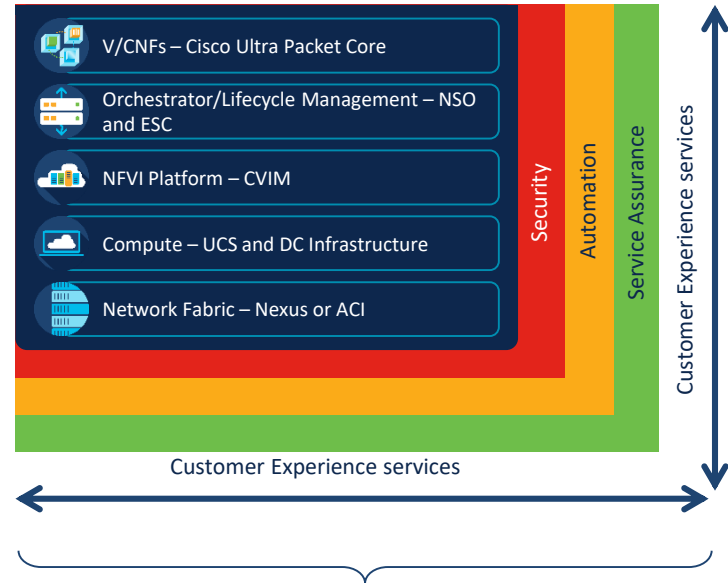 V/CNFs – Cisco Ultra Packet Core
Orchestrator/Lifecycle Management – NSO
and ESC
NFVI Platform – CVIM
Compute – UCS and DC Infrastructure
Network Fabric – Nexus or ACI
Security
Automation
Service Assurance
Customer Experience services
Customer Experience services